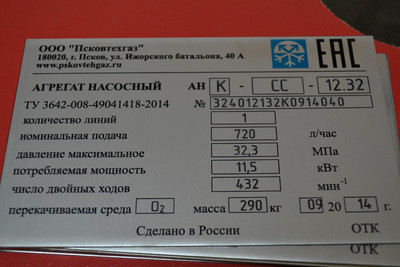 ООО "Псковтехгаз"
180020, г. Псков, ул. Ижорского батальона, 40 А
www.pskovtehgaz.ru
ЕАС
АГРЕГАТ НАСОСНЫЙ АН К - СС - 12.32
ТУ 3642-008-49041418-2014 № 324012132К0914040
количество линий 1
номинальная подача 720 л/час
давление максимальное 32,3 МПа
потребляемая мощность 11,5 кВт
число двойных ходов 432 мин⁻¹
перекачиваемая среда O₂ масса 290 кг 09 20 14 г.
Сделано в России ОТК
ОТК